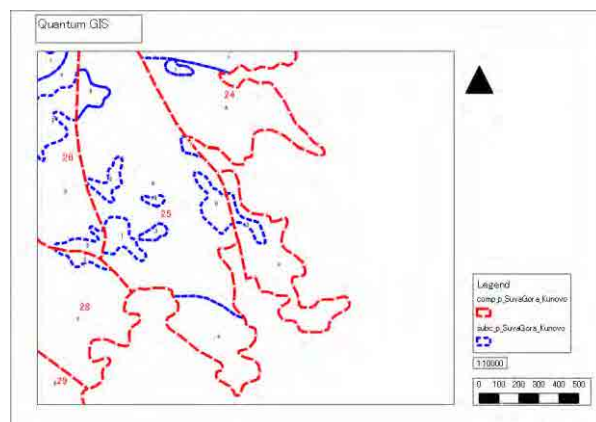 Quantum GIS
24
26
25
28
29
Legend
comp_p_SuvaGora_Kunovo
subc_p_SuvaGora_Kunovo
1:10000
0 100 200 300 400 500